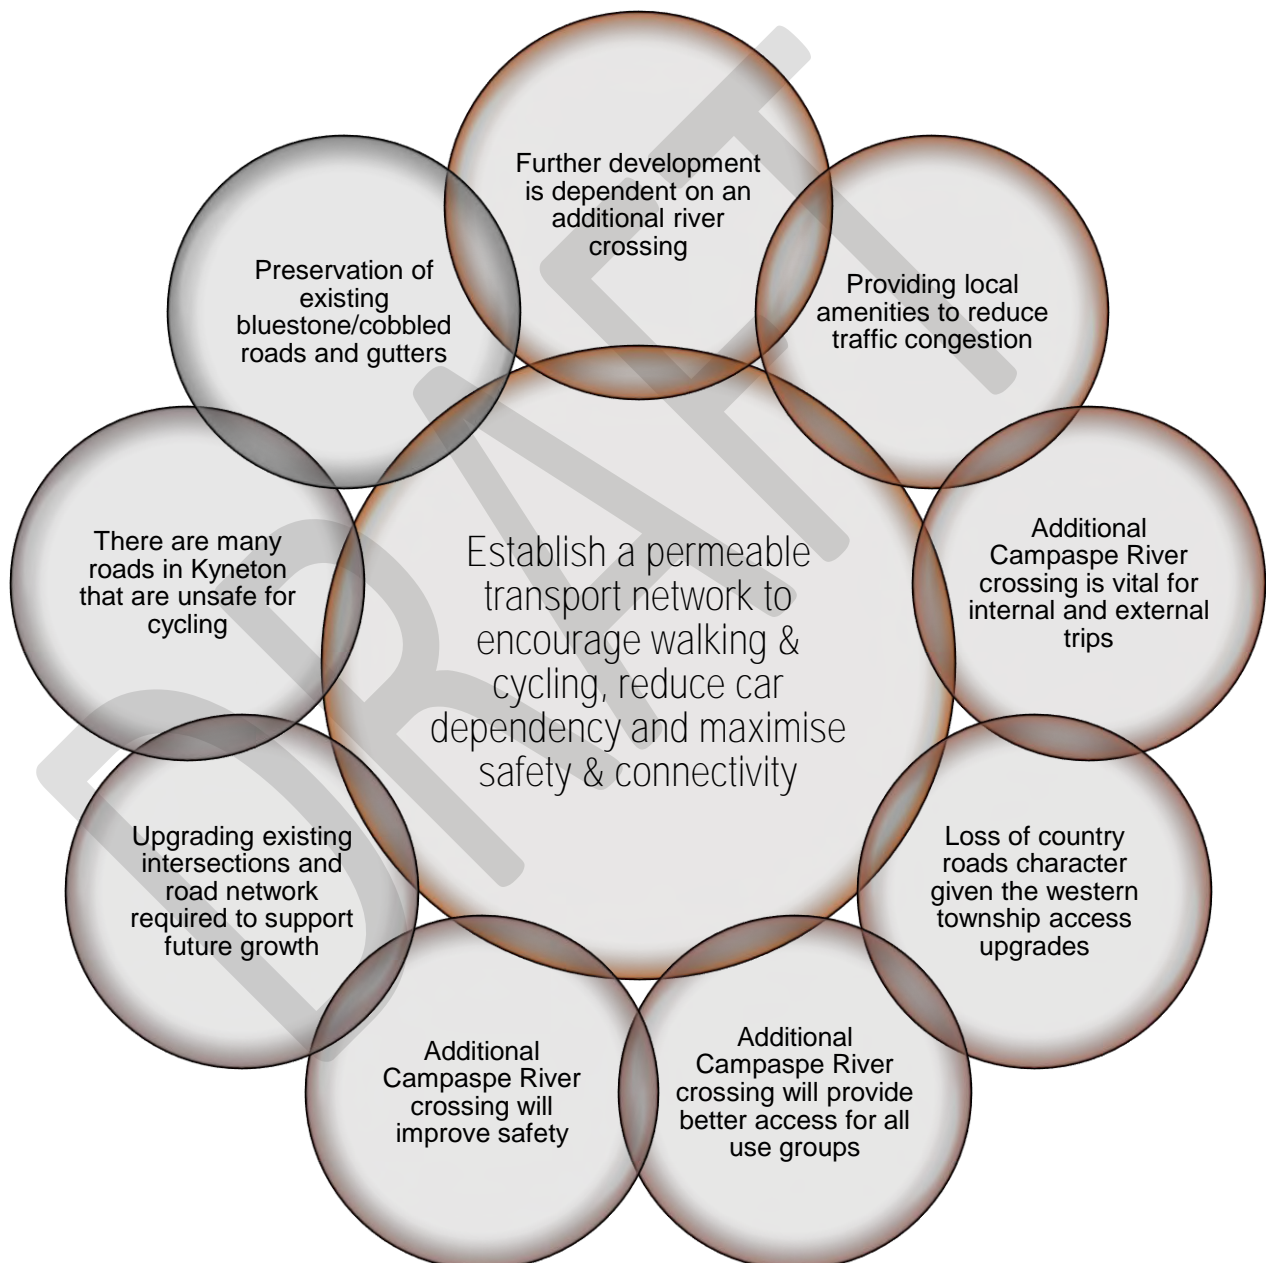 Further development
is dependent on an
additional river
crossing
Providing local
amenities to reduce
traffic congestion
Additional
Campaspe River
crossing is vital for
internal and external
trips
Loss of country
roads character
given the western
township access
upgrades
Additional
Campaspe River
crossing will provide
better access for all
use groups
Additional
Campaspe River
crossing will
improve safety
Upgrading existing
intersections and
road network
required to support
future growth
There are many
roads in Kyneton
that are unsafe for
cycling
Preservation of
existing
bluestone/cobbled
roads and gutters
Establish a permeable
transport network to
encourage walking &
cycling, reduce car
dependency and maximise
safety & connectivity
DRAFT